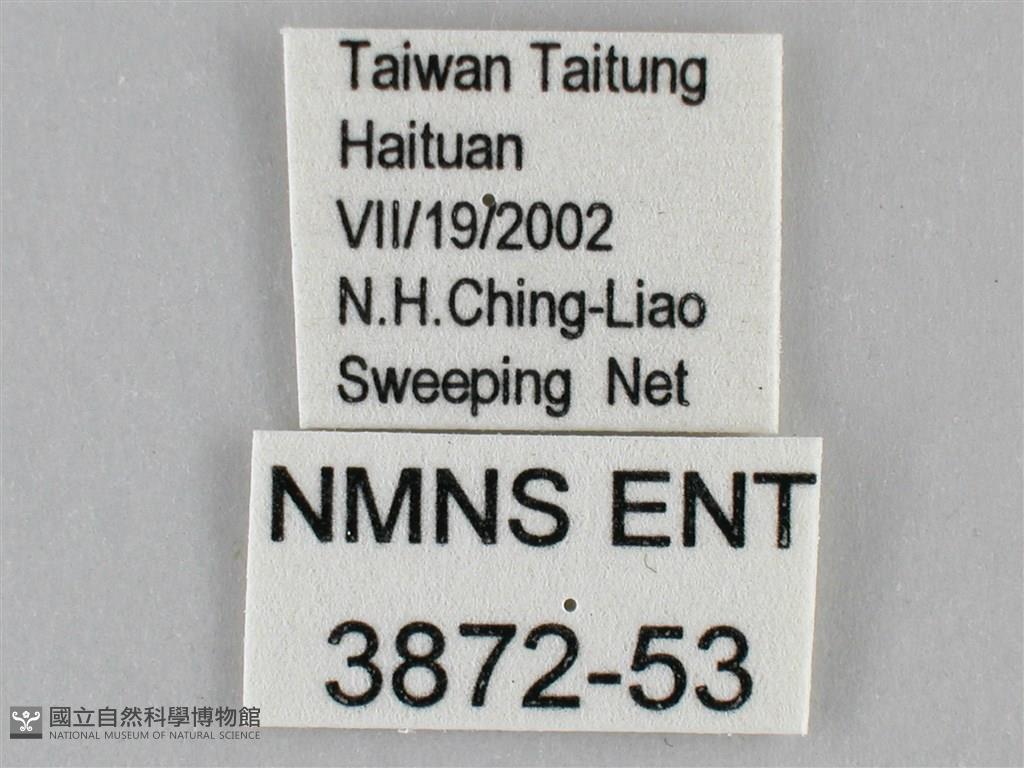 Taiwan Taitung
Haituan
VII/19/2002
N.H.Ching-Liao
Sweeping Net
NMNS ENT
3872-53
國立自然科學博物館
NATIONAL MUSEUM OF NATURAL SCIENCE